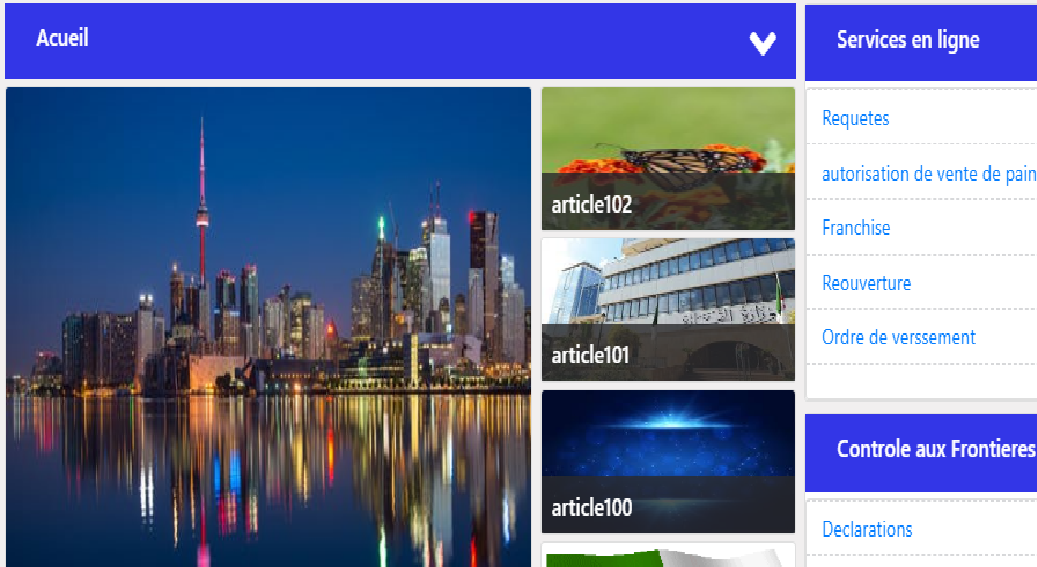 Acueil
article102
article101
article100
Services en ligne
Requetes
autorisation de vente de pain
Franchise
Reouverture
Ordre de verssement
Controle aux Frontieres
Declarations